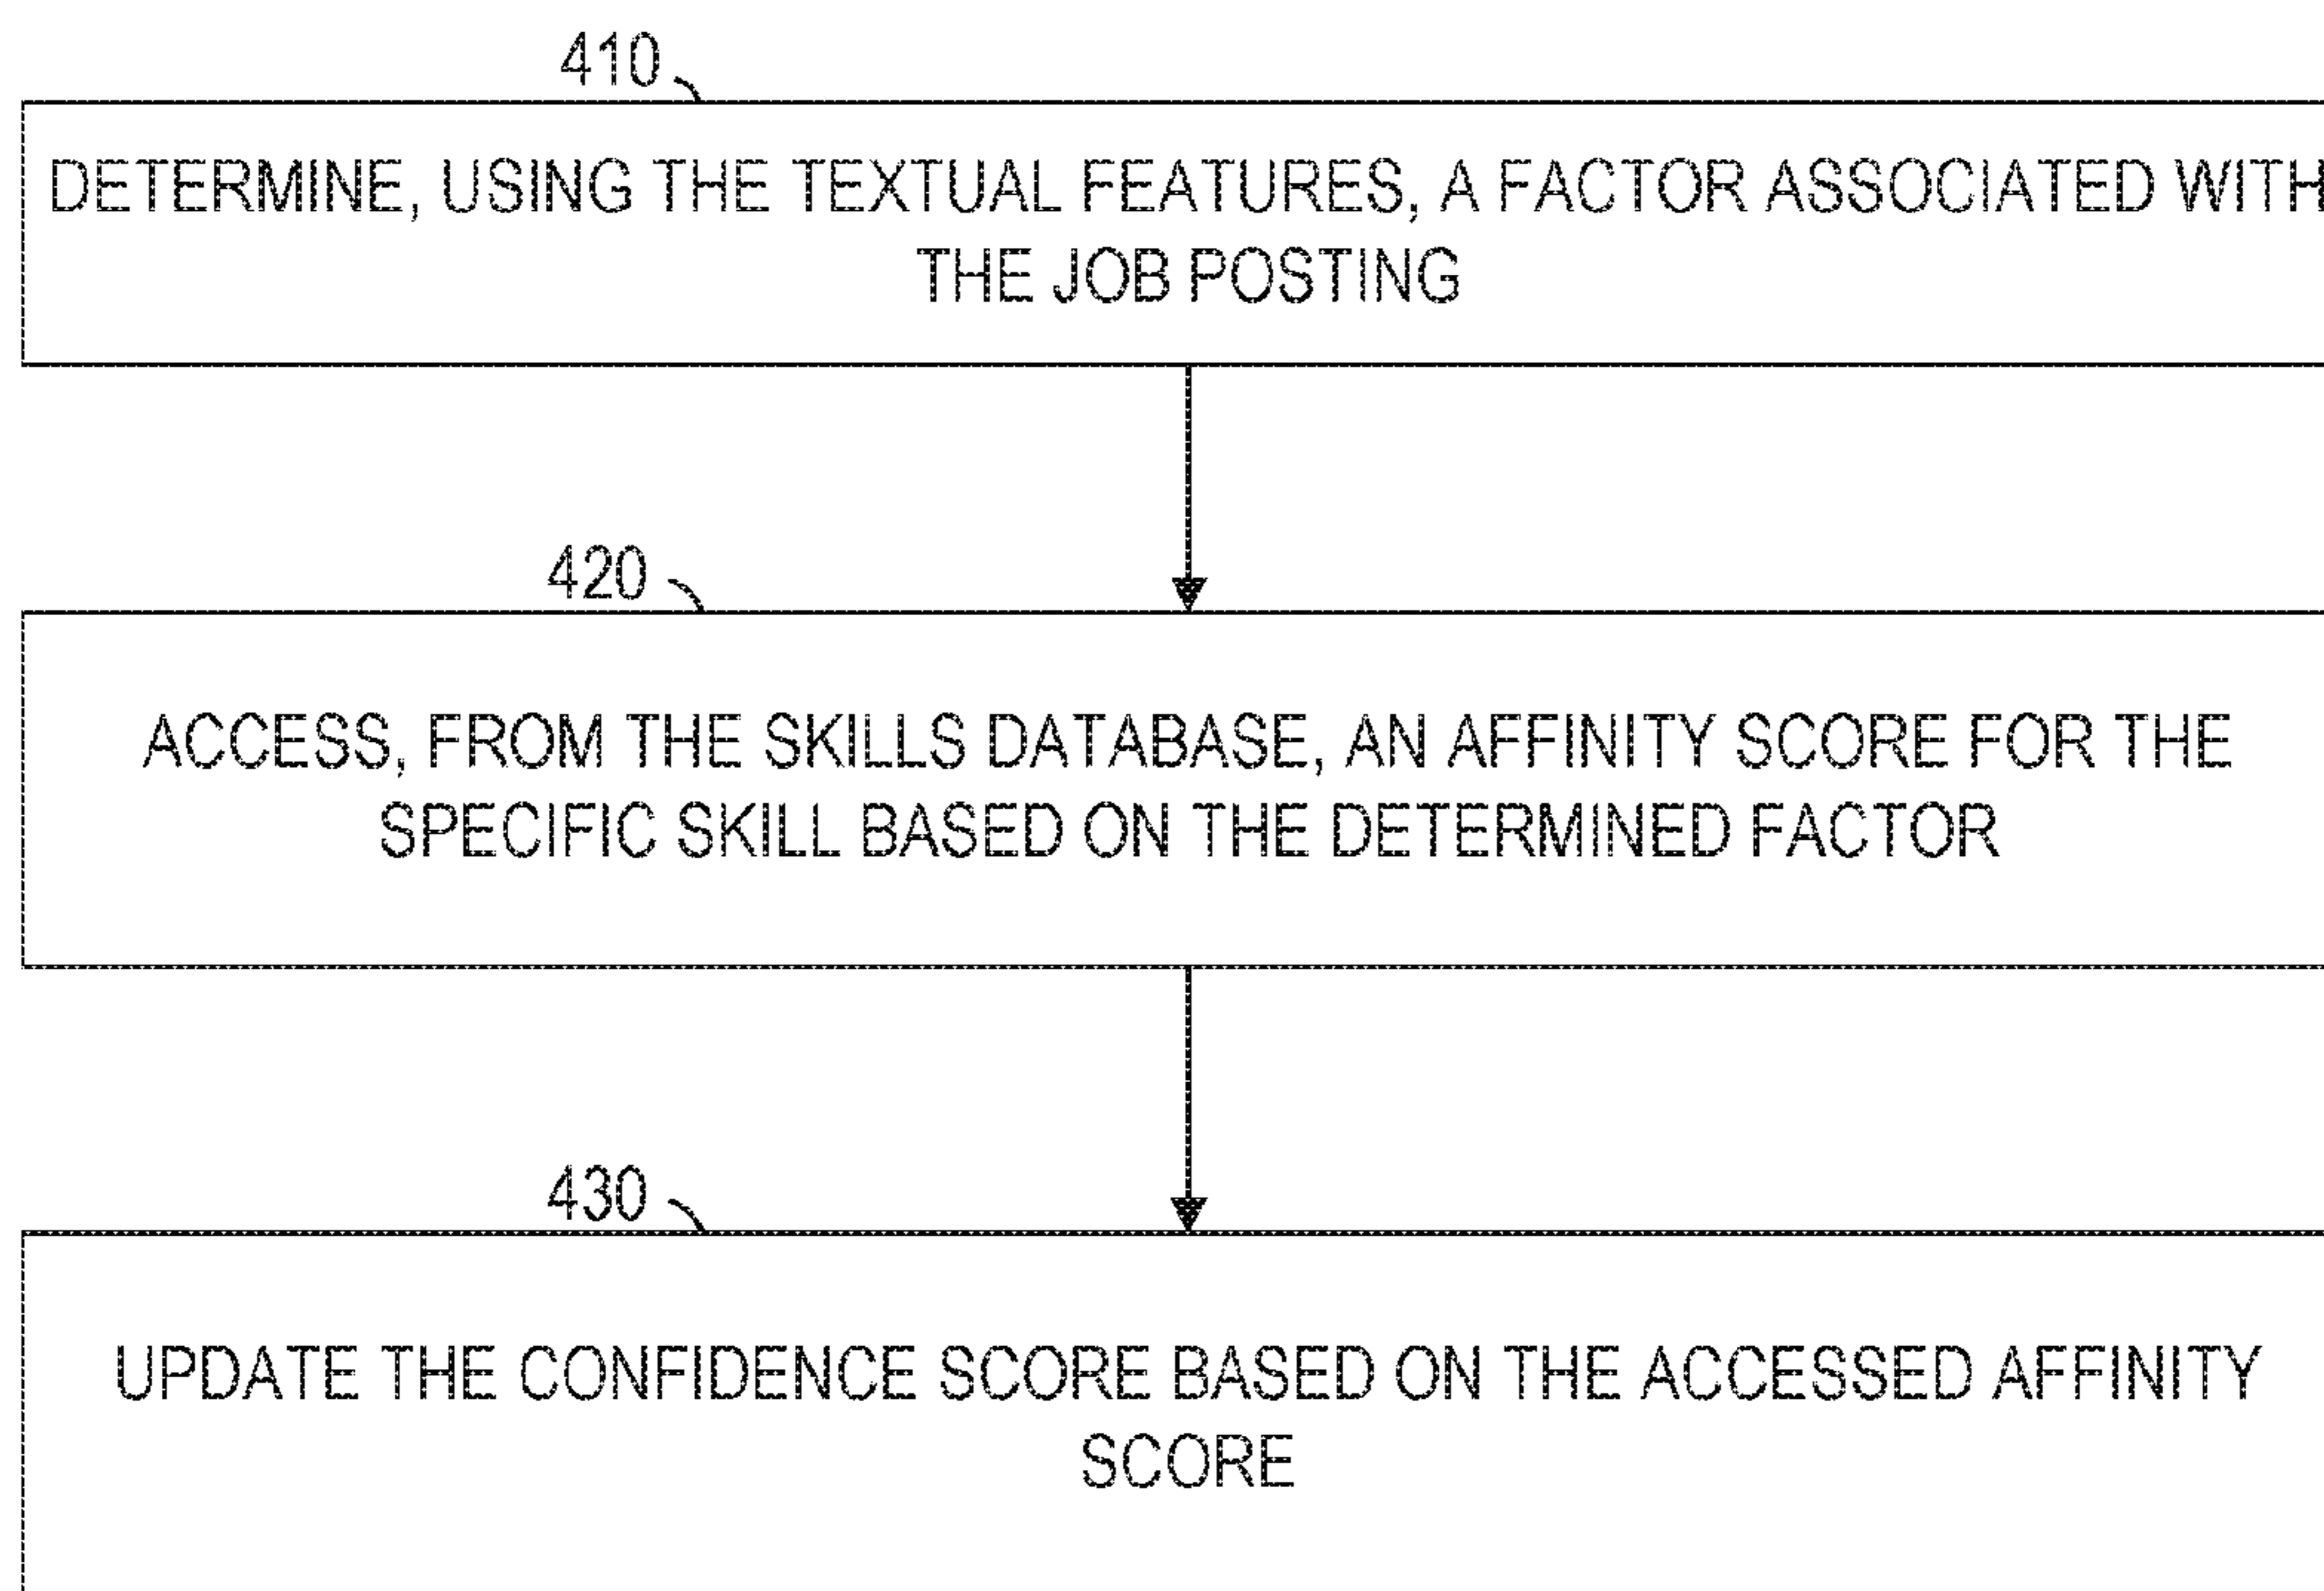 410
DETERMINE, USING THE TEXTUAL FEATURES, A FACTOR ASSOCIATED WITH
THE JOB POSTING
420
ACCESS, FROM THE SKILLS DATABASE, AN AFFINITY SCORE FOR THE
SPECIFIC SKILL BASED ON THE DETERMINED FACTOR
430
UPDATE THE CONFIDENCE SCORE BASED ON THE ACCESSED AFFINITY
SCORE